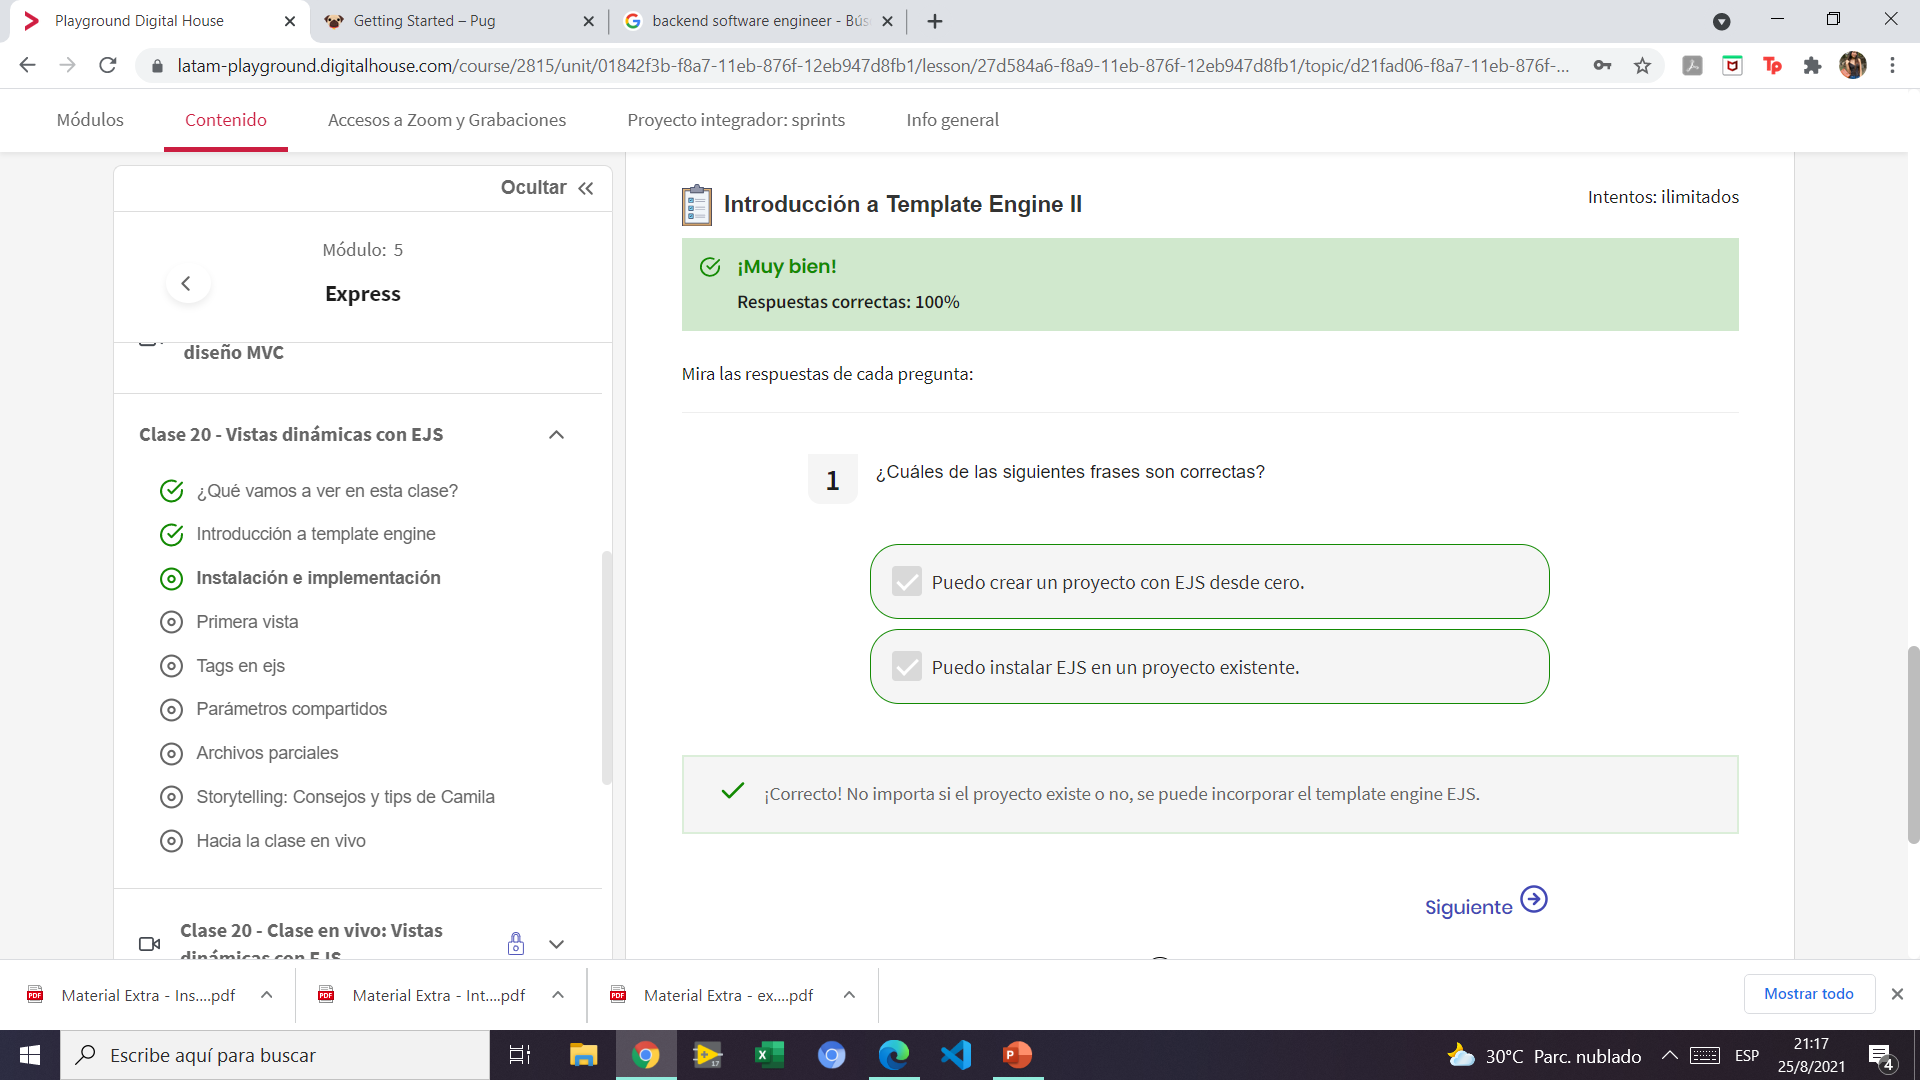 Playground Digital House
Getting Started – Pug
backend software engineer - Bús
latam-playground.digitalhouse.com/course/2815/unit/01842f3b-f8a7-11eb-876f-12eb947d8fb1/lesson/27d584a6-f8a9-11eb-876f-12eb947d8fb1/topic/d21fad06-f8a7-11eb-876f-...
Módulos
Contenido
Accesos a Zoom y Grabaciones
Proyecto integrador: sprints
Info general
Ocultar
Módulo: 5
Express
diseño MVC
Clase 20 - Vistas dinámicas con EJS
¿Qué vamos a ver en esta clase?
Introducción a template engine
Instalación e implementación
Primera vista
Tags en ejs
Parámetros compartidos
Archivos parciales
Storytelling: Consejos y tips de Camila
Hacia la clase en vivo
Clase 20 - Clase en vivo: Vistas
dinámicas con EJS
Introducción a Template Engine II
Intentos: ilimitados
¡Muy bien!
Respuestas correctas: 100%
Mira las respuestas de cada pregunta:
1
¿Cuáles de las siguientes frases son correctas?
Puedo crear un proyecto con EJS desde cero.
Puedo instalar EJS en un proyecto existente.
¡Correcto! No importa si el proyecto existe o no, se puede incorporar el template engine EJS.
Siguiente
Material Extra - Ins....pdf
Material Extra - Int....pdf
Material Extra - ex....pdf
Mostrar todo
Escribe aquí para buscar
30°C Parc. nublado
ESP
21:17
25/8/2021
4